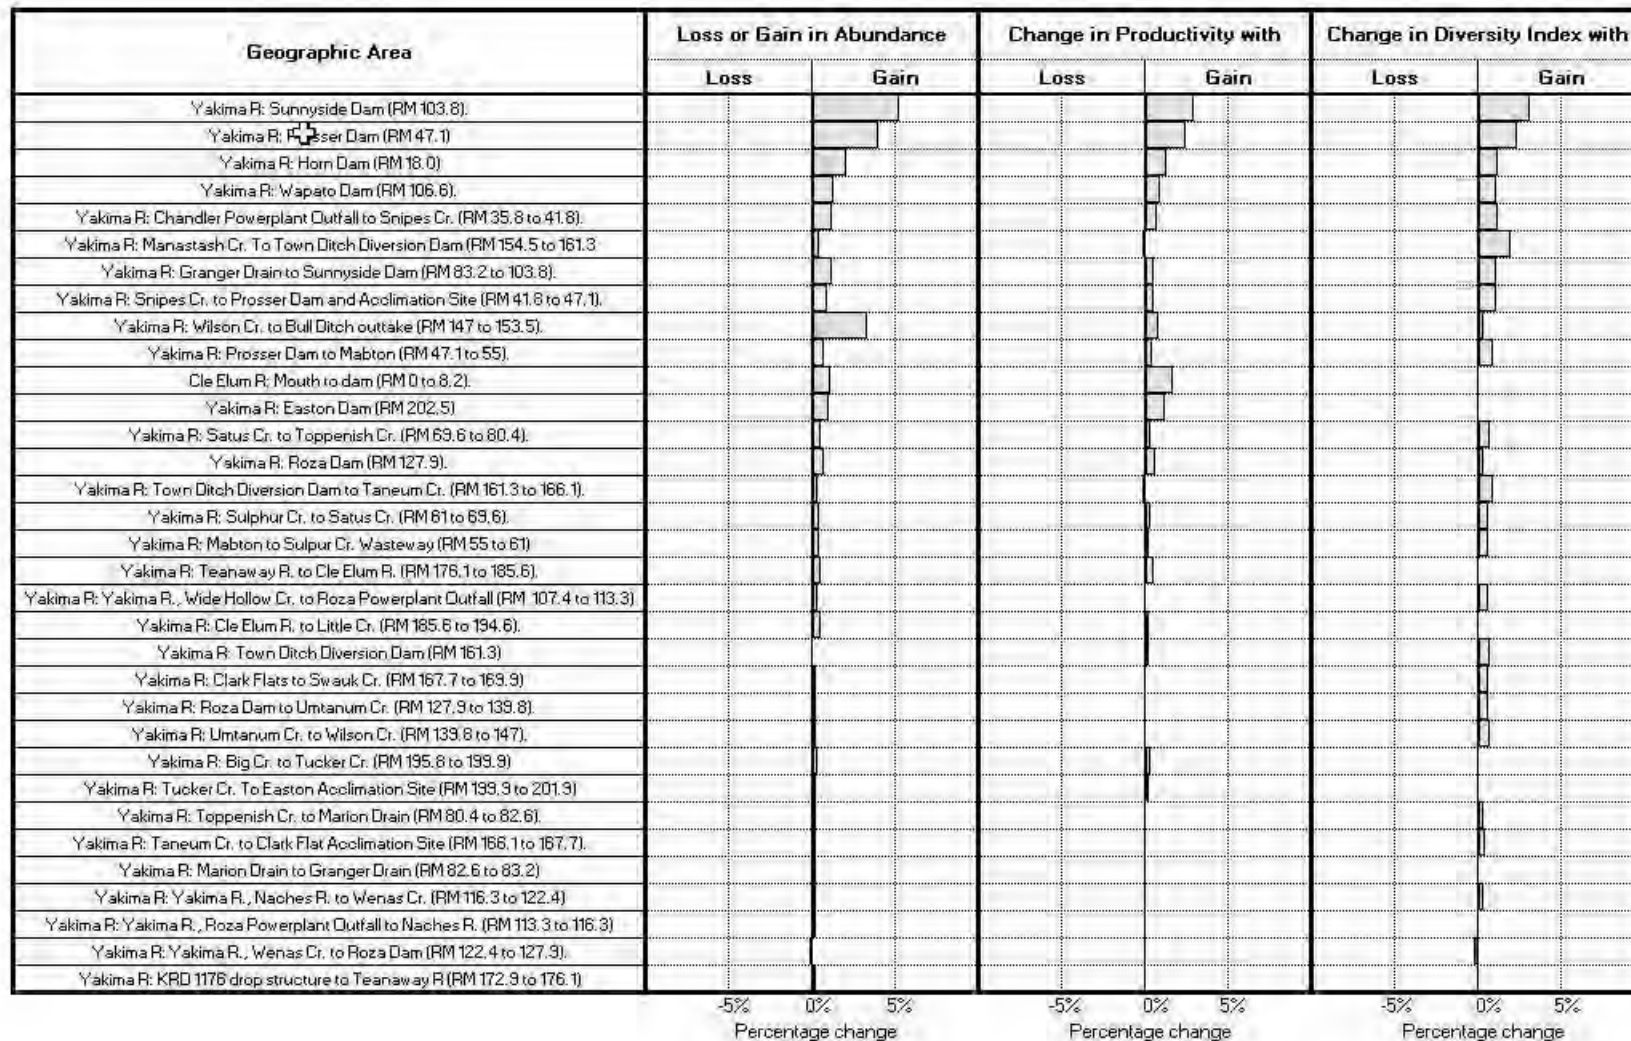 Geographic Area
Loss or Gain in Abundance
Change in Productivity with
Change in Diversity Index with
Loss Gain Loss Gain Loss Gain
Yakima R: Sunnyside Dam (RM 103.8).
Yakima R: Dam (RM 47.1)
Yakima R: Horn Dam (RM 18.0)
Yakima R: Wapato Dam (RM 106.6).
Yakima R: Chandler Powerplant Outfall to Snipes Cr. (RM 35.8 to 41.8).
Yakima R: Manastash Cr. To Town Ditch Diversion Dam (RM 154.5 to 161.3
Yakima R: Granger Drain to Sunnyside Dam (RM 83.2 to 103.8).
Yakima R: Snipes Cr. to Prosser Dam and Acclimation Site (RM 41.8 to 47.1).
Yakima R: Wilson Cr. to Bull Ditch outtake (RM 147 to 153.5).
Yakima R: Prosser Dam to Mabton (RM 47.1 to 55).
Cle Elum R: Mouth to dam (RM 0 to 8.2).
Yakima R: Easton Dam (RM 202.5)
Yakima R: Satus Cr. to Toppenish Cr. (RM 69.6 to 80.4).
Yakima R: Roza Dam (RM 127.9).
Yakima R: Town Ditch Diversion Dam to Taneum Cr. (RM 161.3 to 166.1).
Yakima R: Sulphur Cr. to Satus Cr. (RM 61 to 69.6).
Yakima R: Mabton to Sulpur Cr. Wasteway (RM 55 to 61)
Yakima R: Teanaway R. to Cle Elum R. (RM 176.1 to 185.6).
Yakima R: Yakima R., Wide Hollow Cr. to Roza Powerplant Outfall (RM 107.4 to 113.3)
Yakima R: Cle Elum R. to Little Cr. (RM 185.6 to 194.6).
Yakima R: Town Ditch Diversion Dam (RM 161.3)
Yakima R: Clark Flats to Swauk Cr. (RM 167.7 to 169.9)
Yakima R: Roza Dam to Umtanum Cr. (RM 127.9 to 139.8).
Yakima R: Umtanum Cr. to Wilson Cr. (RM 139.8 to 147).
Yakima R: Big Cr. to Tucker Cr. (RM 195.8 to 199.9)
Yakima R: Tucker Cr. To Easton Acclimation Site (RM 199.9 to 201.9)
Yakima R: Toppenish Cr. to Marion Drain (RM 80.4 to 82.6).
Yakima R: Taneum Cr. to Clark Flat Acclimation Site (RM 166.1 to 167.7).
Yakima R: Marion Drain to Granger Drain (RM 82.6 to 83.2)
Yakima R: Yakima R., Naches R. to Wenas Cr. (RM 116.3 to 122.4)
Yakima R: Yakima R., Roza Powerplant Outfall to Naches R. (RM 113.3 to 116.3)
Yakima R: Yakima R., Wenas Cr. to Roza Dam (RM 122.4 to 127.9).
Yakima R: KRD 1176 drop structure to Teanaway R (RM 172.9 to 176.1)
-5% 0% 5% -5% 0% 5% -5% 0% 5%
Percentage change Percentage change Percentage change